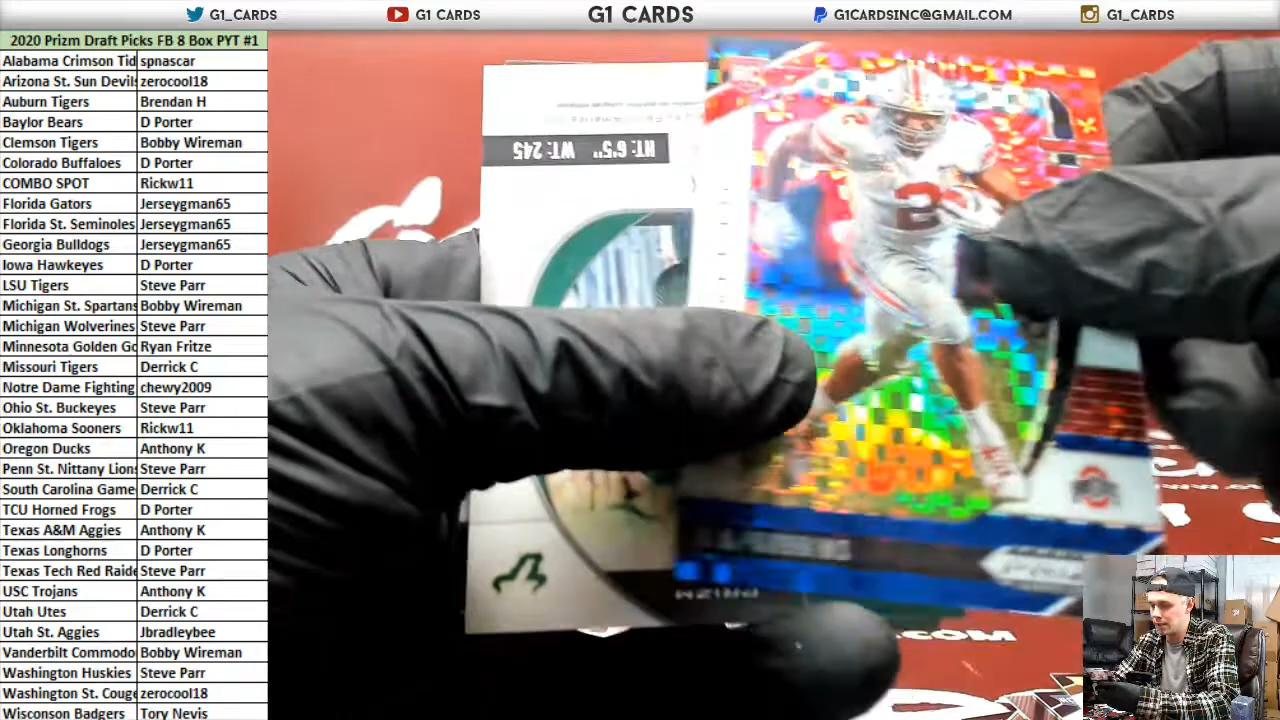 G1_CARDS
G1 CARDS
G1 CARDS
G1CARDSINC@GMAIL.COM
G1_CARDS
2020 Prizm Draft Picks FB 8 Box PYT #1
Alabama Crimson Tid spnascar
Arizona St. Sun Devils zerocool18
Auburn Tigers Brendan H
Baylor Bears D Porter
Clemson Tigers Bobby Wireman
Colorado Buffaloes D Porter
COMBO SPOT Rickw11
Florida Gators Jerseygman65
Florida St. Seminoles Jerseygman65
Georgia Bulldogs Jerseygman65
Iowa Hawkeyes D Porter
LSU Tigers Steve Parr
Michigan St. Spartans Bobby Wireman
Michigan Wolverines Steve Parr
Minnesota Golden Go Ryan Fritze
Missouri Tigers Derrick C
Notre Dame Fighting chewy2009
Ohio St. Buckeyes Steve Parr
Oklahoma Sooners Rickw11
Oregon Ducks Anthony K
Penn St. Nittany Lions Steve Parr
South Carolina Game Derrick C
TCU Horned Frogs D Porter
Texas A&M Aggies Anthony K
Texas Longhorns D Porter
Texas Tech Red Raide Steve Parr
USC Trojans Anthony K
Utah Utes Derrick C
Utah St. Aggies Jbradleybee
Vanderbilt Commodo Bobby Wireman
Washington Huskies Steve Parr
Washington St. Couge zerocool18
Wisconson Badgers Tory Nevis
HT: 6'5" WT: 245
2
.COM